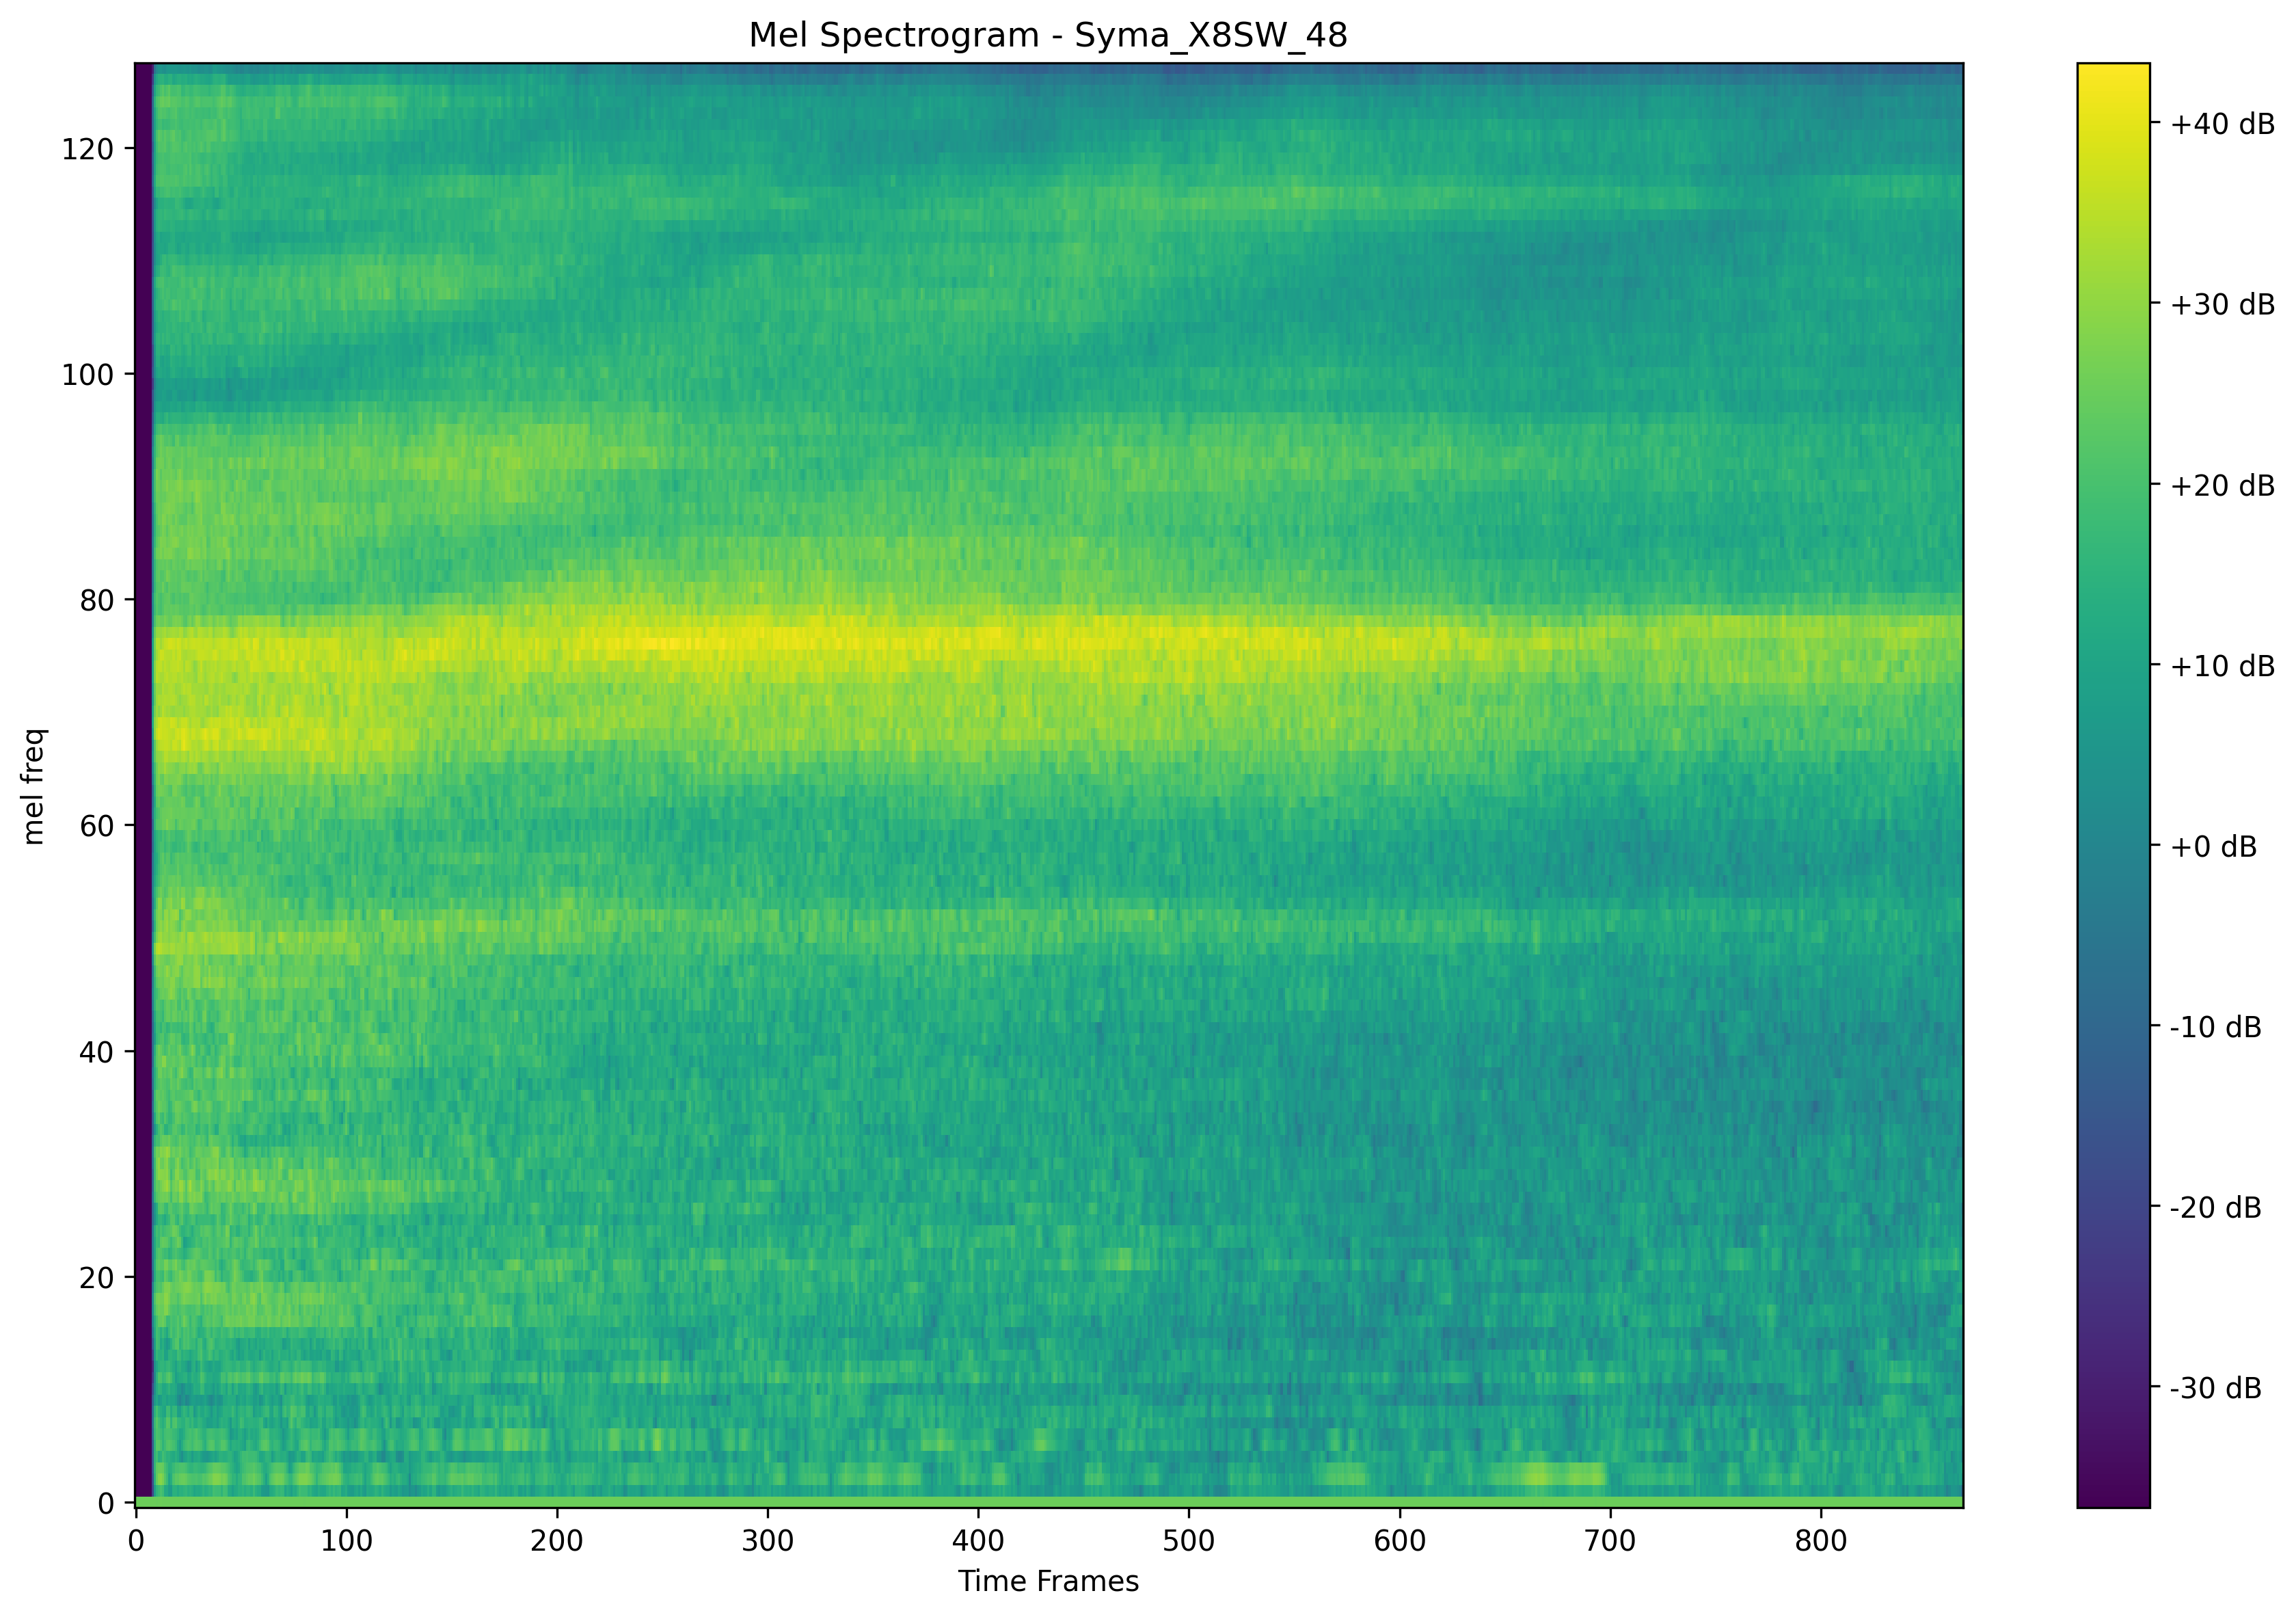 Mel Spectrogram - Syma_X8SW_48
mel freq
120
100
80
60
40
20
0
0 100 200 300 400 500 600 700 800
Time Frames
+40 dB
+30 dB
+20 dB
+10 dB
+0 dB
-10 dB
-20 dB
-30 dB